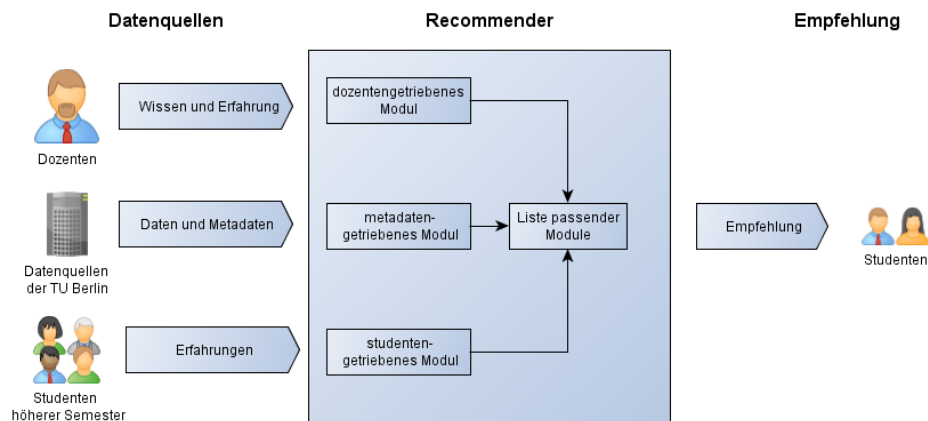 Datenquellen
Recommender
Empfehlung
Dozenten
Wissen und Erfahrung
dozentengetriebenes
Modul
Datenquellen
der TU Berlin
Daten und Metadaten
metadaten-
getriebenes Modul
Liste passender
Module
Empfehlung
Studenten
Studenten
höherer Semester
Erfahrungen
studenten-
getriebenes Modul